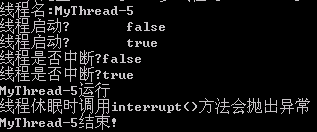 线程名:MyThread-5
线程启动? false
线程启动? true
线程是否中断?false
线程是否中断?true
MyThread-5运行
线程休眠时调用interrupt()方法会抛出异常
MyThread-5结束!